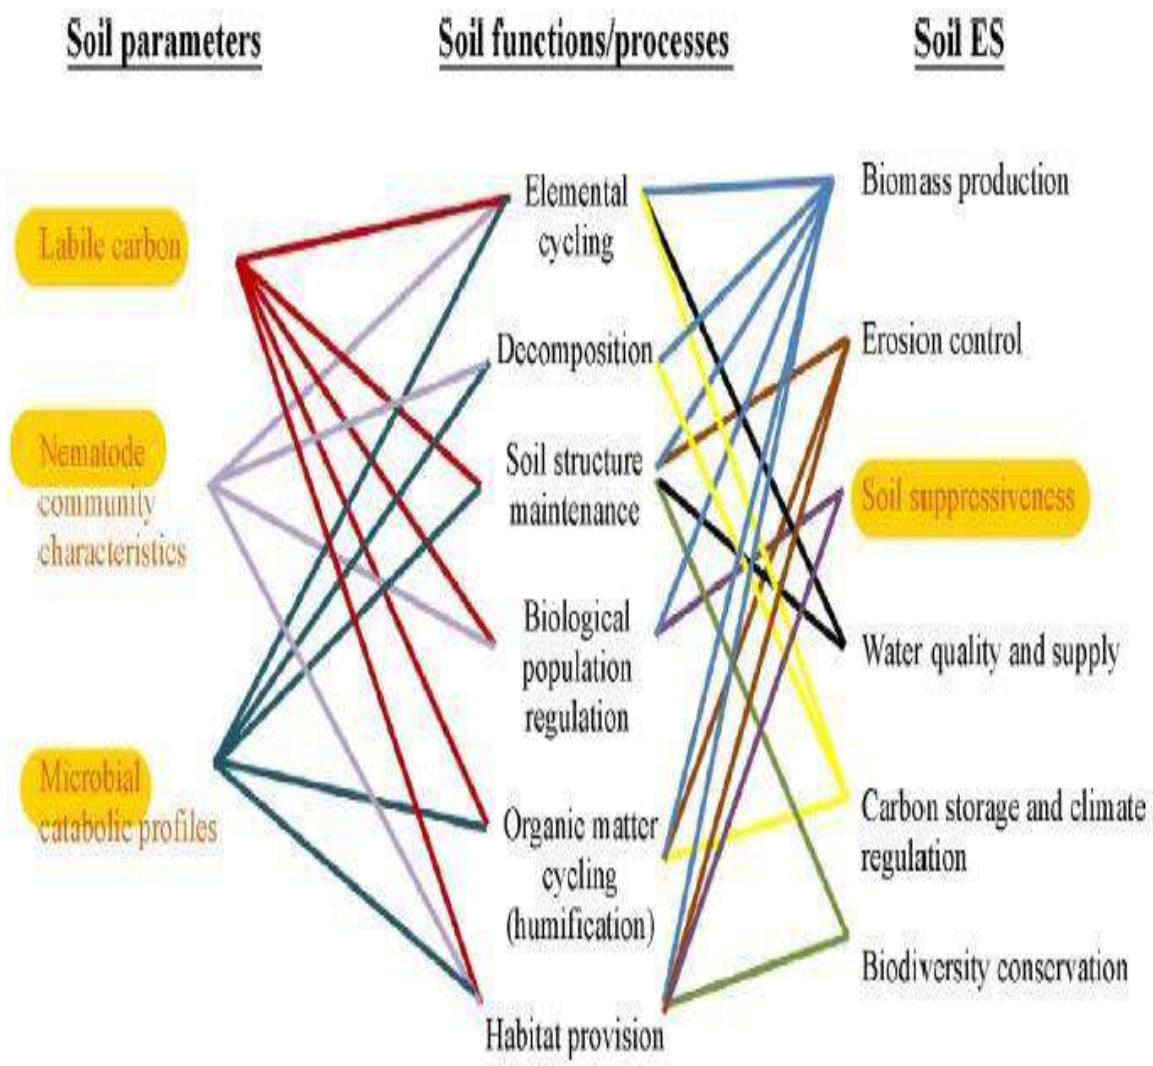 Soil parameters
Soil functions/processes
Soil ES
Labile carbon
Nematode
community
characteristics
Microbial
catabolic profiles
Elemental
cycling
Decomposition
Soil structure
maintenance
Biological
population
regulation
Organic matter
cycling
(humification)
Habitat provision
Biomass production
Erosion control
Soil suppressiveness
Water quality and supply
Carbon storage and climate
regulation
Biodiversity conservation